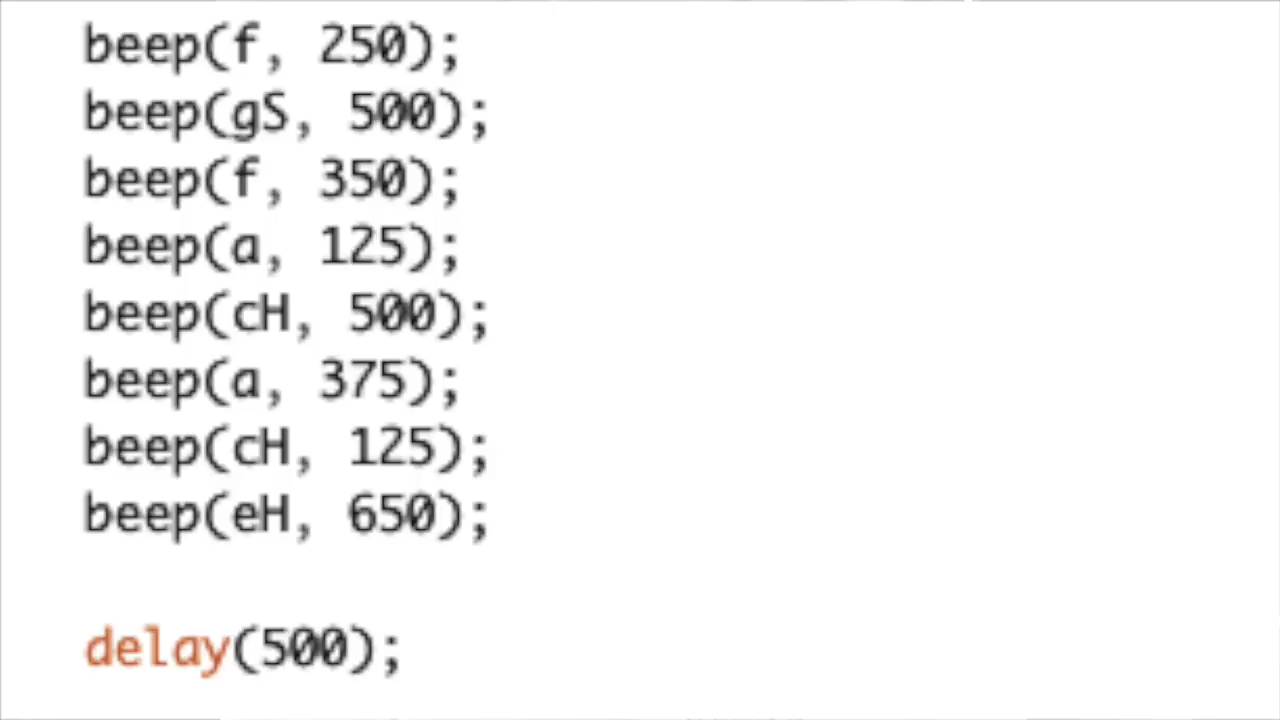 beep(f, 250);
beep(gS, 500);
beep(f, 350);
beep(a, 125);
beep(cH, 500);
beep(a, 375);
beep(cH, 125);
beep(eH, 650);
delay(500);